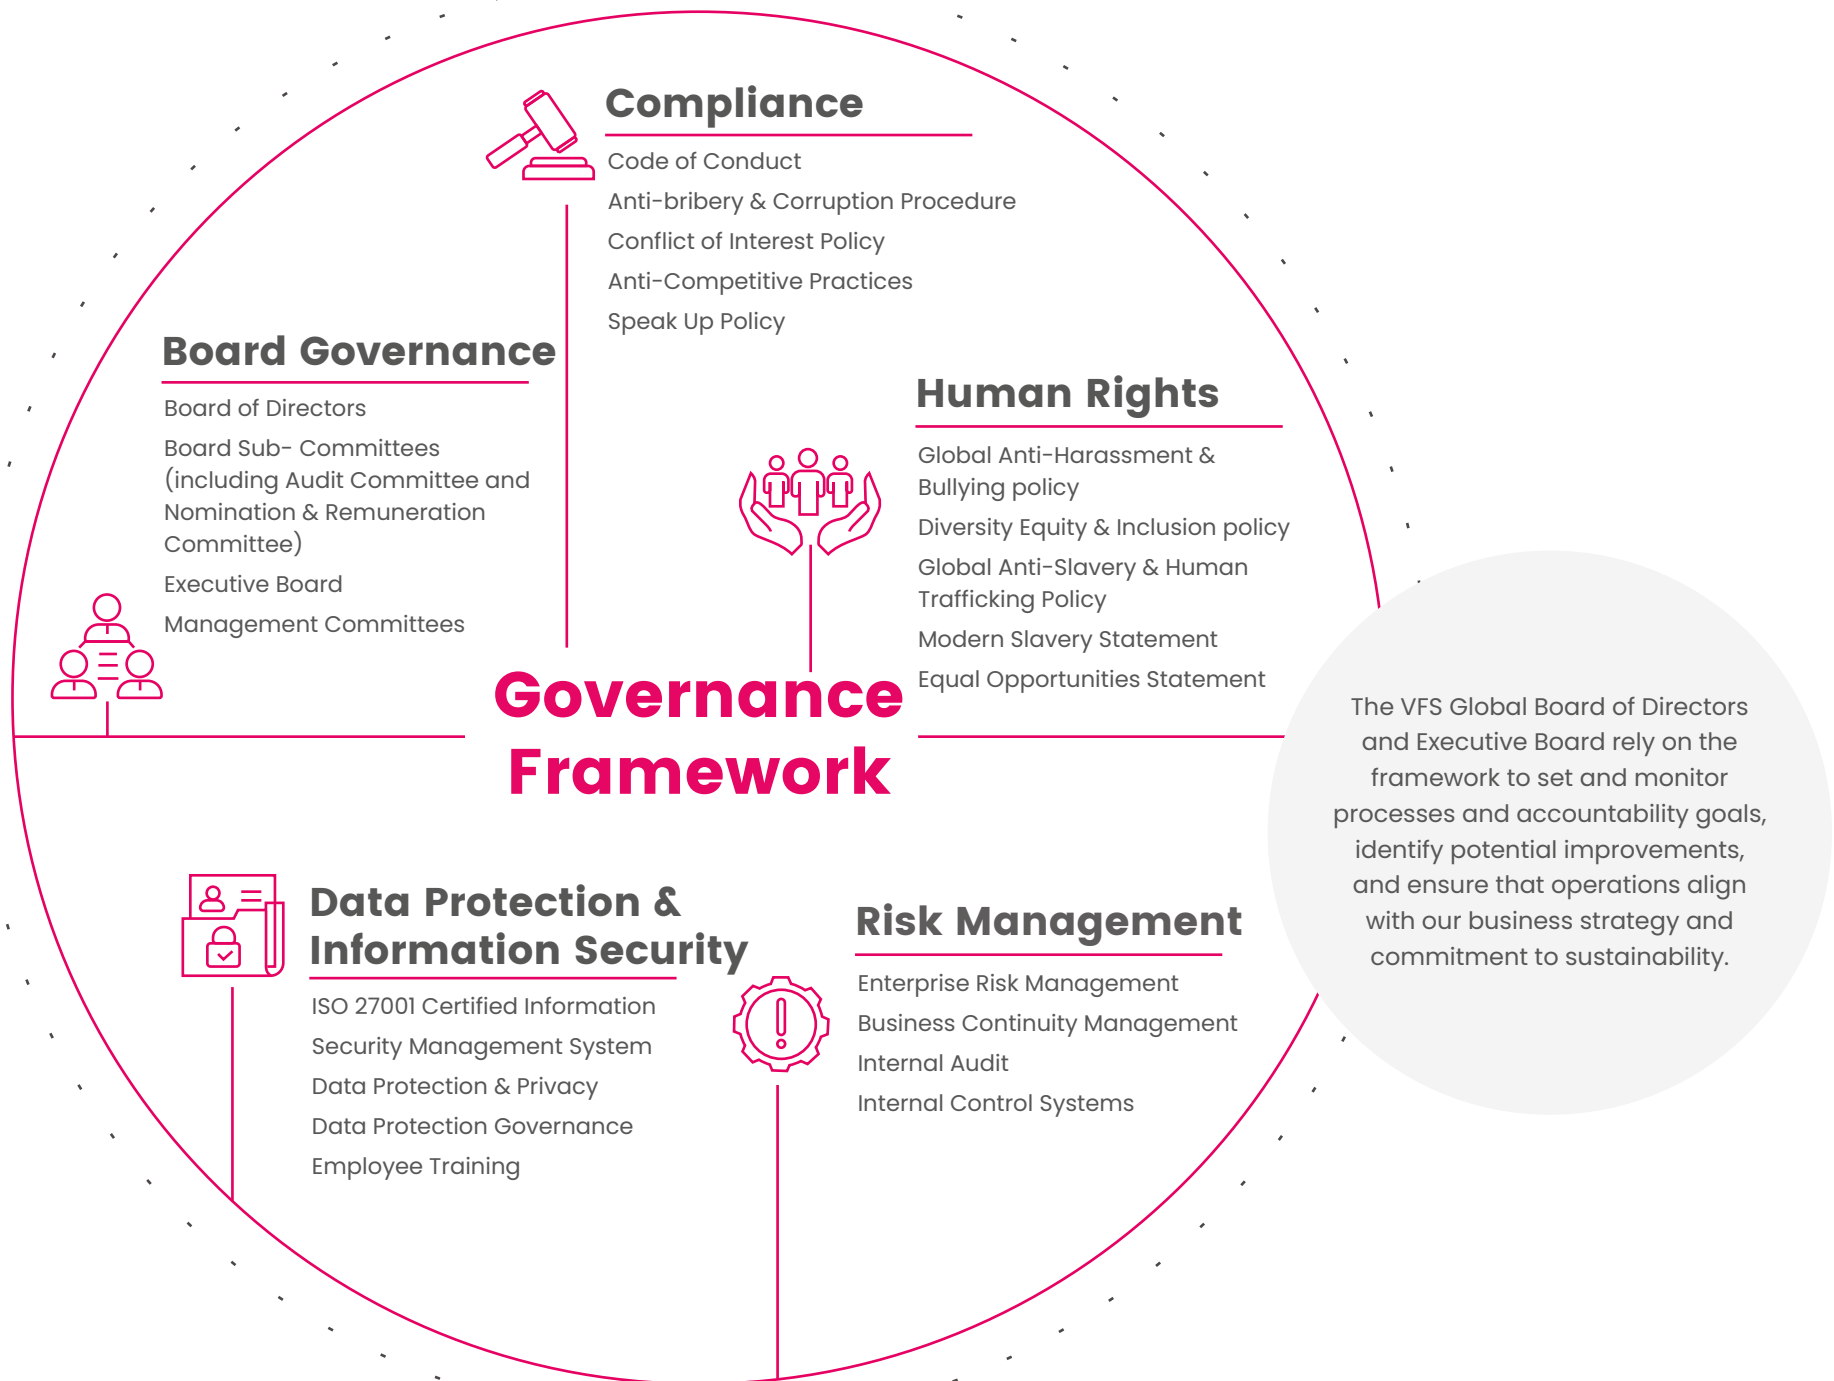 Compliance
Code of Conduct
Anti-bribery & Corruption Procedure
Conflict of Interest Policy
Anti-Competitive Practices
Speak Up Policy
Board Governance
Board of Directors
Board Sub- Committees
(including Audit Committee and
Nomination & Remuneration
Committee)
Executive Board
Management Committees
Human Rights
Global Anti-Harassment &
Bullying policy
Diversity Equity & Inclusion policy
Global Anti-Slavery & Human
Trafficking Policy
Modern Slavery Statement
Equal Opportunities Statement
Governance
Framework
The VFS Global Board of Directors
and Executive Board rely on the
framework to set and monitor
processes and accountability goals,
identify potential improvements,
and ensure that operations align
with our business strategy and
commitment to sustainability.
Data Protection &
Information Security
ISO 27001 Certified Information
Security Management System
Data Protection & Privacy
Data Protection Governance
Employee Training
Risk Management
Enterprise Risk Management
Business Continuity Management
Internal Audit
Internal Control Systems